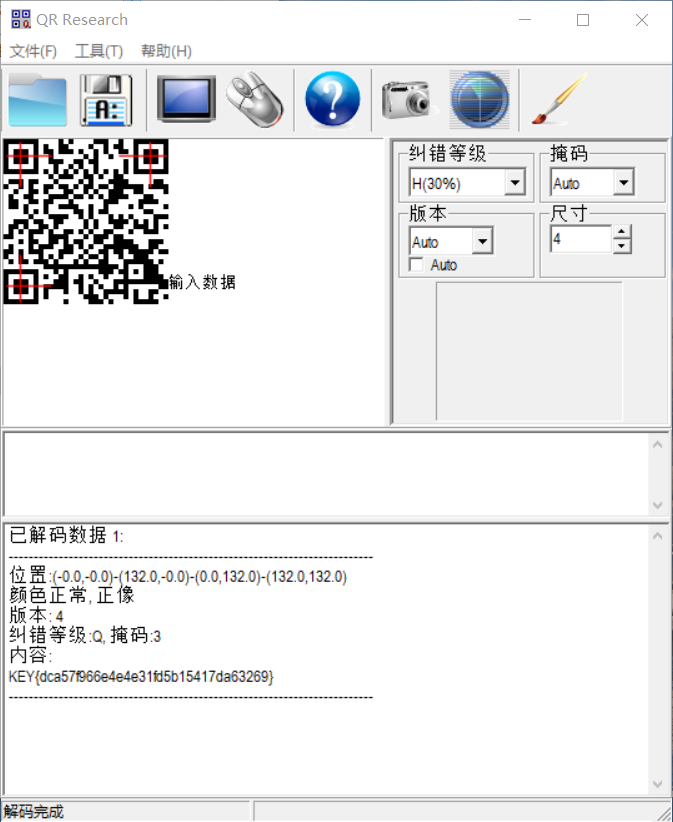 QR Research
文件(F) 工具(T) 帮助(H)
A:
?
纠错等级
H(30%)
掩码
Auto
版本
Auto
Auto
尺寸
4
输入数据
已解码数据 1:
--------------------------------------------------------------------------
位置:(-0.0,-0.0)-(132.0,-0.0)-(0.0,132.0)-(132.0,132.0)
颜色正常, 正像
版本: 4
纠错等级:Q, 掩码:3
内容:
KEY{dca57f966e4e4e31fd5b15417da63269}
--------------------------------------------------------------------------
解码完成